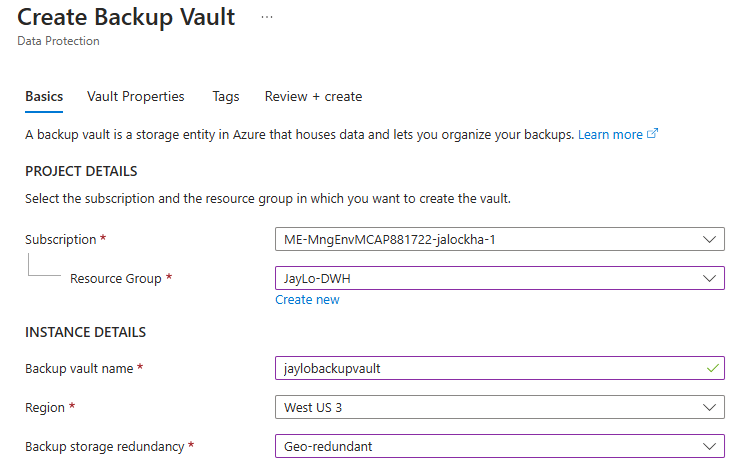 Create Backup Vault ...
Data Protection
Basics Vault Properties Tags Review + create
A backup vault is a storage entity in Azure that houses data and lets you organize your backups. Learn more
PROJECT DETAILS
Select the subscription and the resource group in which you want to create the vault.
Subscription * ME-MngEnvMCAP881722-jalockha-1
Resource Group * JayLo-DWH
Create new
INSTANCE DETAILS
Backup vault name * jaylobackupvault
Region * West US 3
Backup storage redundancy * Geo-redundant